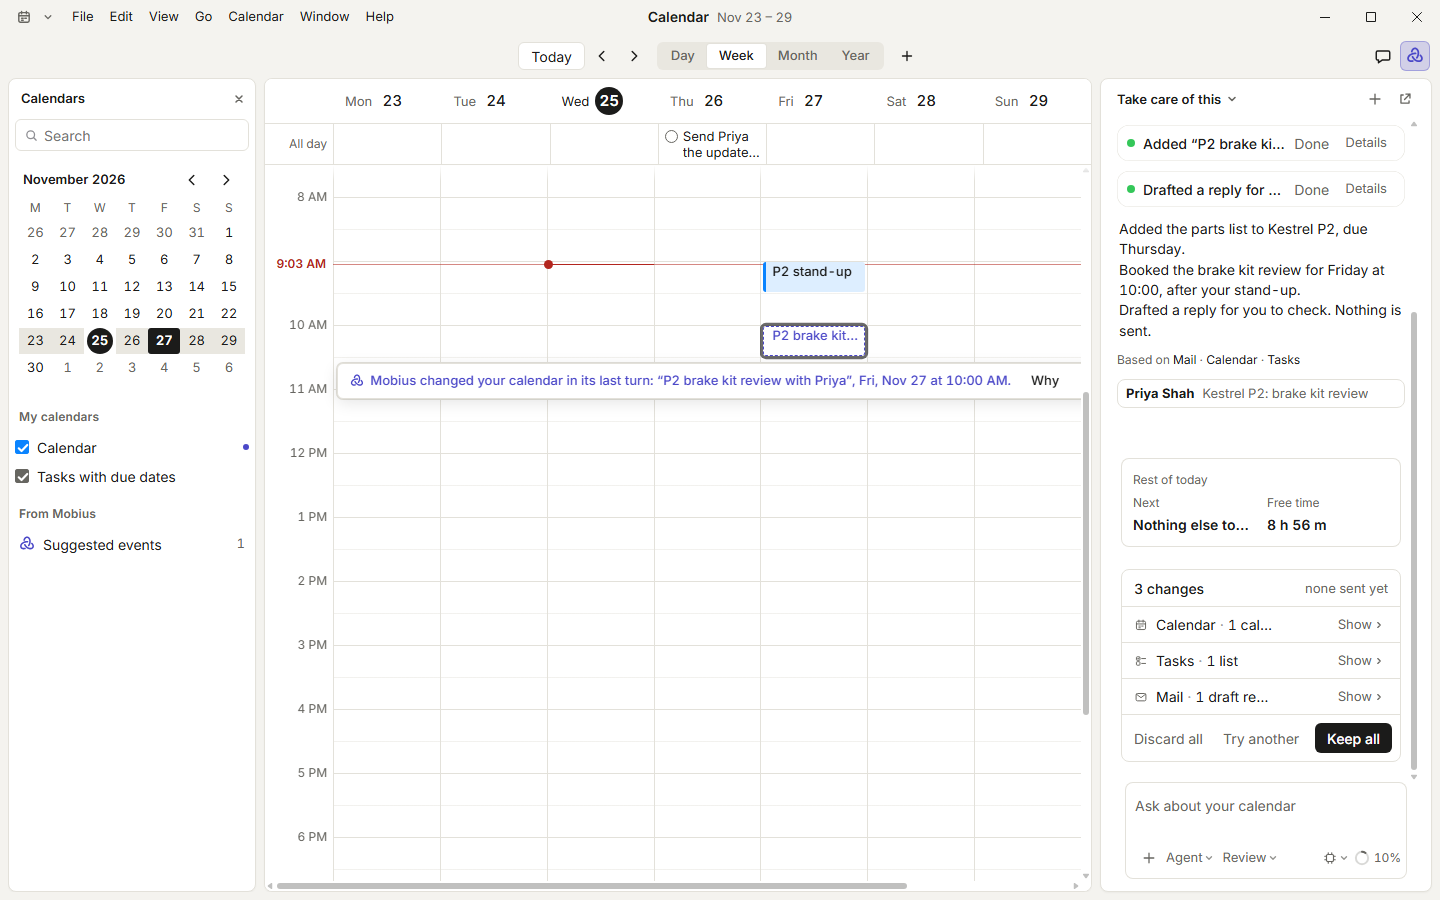 File Edit View Go Calendar Window Help
Calendar Nov 23 – 29
Today Day Week Month Year
Calendars
Search
November 2026
M T W T F S S
26 27 28 29 30 31 1
2 3 4 5 6 7 8
9 10 11 12 13 14 15
16 17 18 19 20 21 22
23 24 25 26 27 28 29
30 1 2 3 4 5 6
My calendars
Calendar
Tasks with due dates
From Mobius
Suggested events 1
Mon 23 Tue 24 Wed 25 Thu 26 Fri 27 Sat 28 Sun 29
All day
Send Priya
the update...
8 AM
9:03 AM
P2 stand-up
10 AM
P2 brake kit...
Mobius changed your calendar in its last turn: “P2 brake kit review with Priya”, Fri, Nov 27 at 10:00 AM. Why
11 AM
12 PM
1 PM
2 PM
3 PM
4 PM
5 PM
6 PM
Take care of this
Added “P2 brake ki... Done Details
Drafted a reply for ... Done Details
Added the parts list to Kestrel P2, due
Thursday.
Booked the brake kit review for Friday at
10:00, after your stand-up.
Drafted a reply for you to check. Nothing is
sent.
Based on Mail · Calendar · Tasks
Priya Shah Kestrel P2: brake kit review
Rest of today
Next Free time
Nothing else to... 8 h 56 m
3 changes none sent yet
Calendar · 1 cal... Show
Tasks · 1 list Show
Mail · 1 draft re... Show
Discard all Try another Keep all
Ask about your calendar
Agent Review 10%